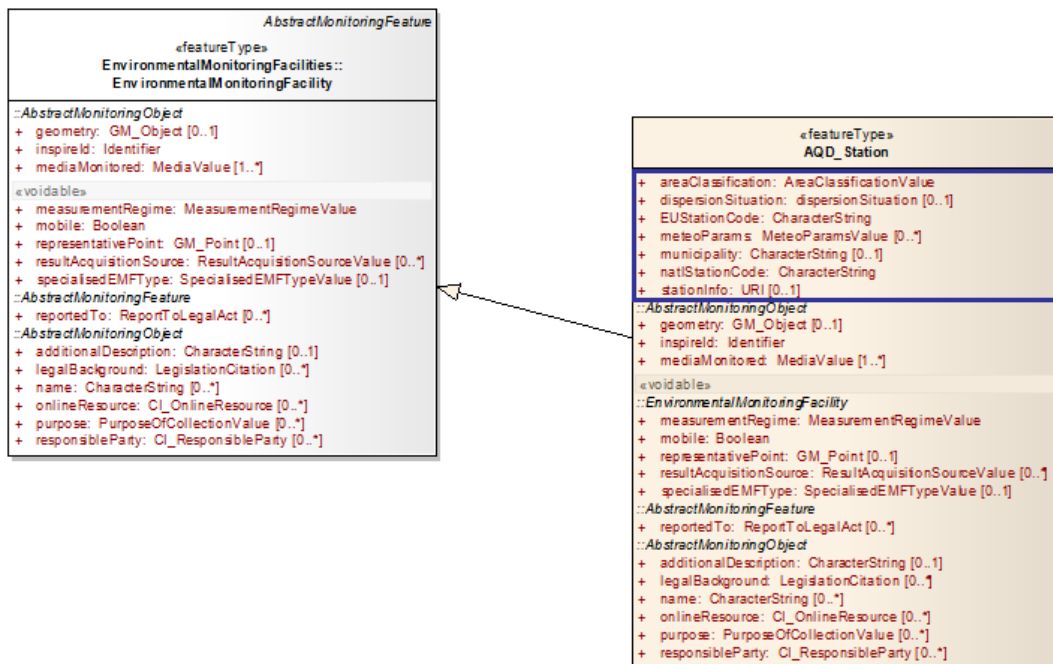 AbstractMonitoringFeature
«featureType»
EnvironmentalMonitoringFacilities::
EnvironmentalMonitoringFacility
::AbstractMonitoringObject
+ geometry: GM_Object [0..1]
+ inspireId: Identifier
+ mediaMonitored: MediaValue [1..*]
«voidable»
+ measurementRegime: MeasurementRegimeValue
+ mobile: Boolean
+ representativePoint: GM_Point [0..1]
+ resultAcquisitionSource: ResultAcquisitionSourceValue [0..*]
+ specialisedEMFType: SpecialisedEMFTypeValue [0..1]
::AbstractMonitoringFeature
+ reportedTo: ReportToLegalAct [0..*]
::AbstractMonitoringObject
+ additionalDescription: CharacterString [0..1]
+ legalBackground: LegislationCitation [0..*]
+ name: CharacterString [0..*]
+ onlineResource: CI_OnlineResource [0..*]
+ purpose: PurposeOfCollectionValue [0..*]
+ responsibleParty: CI_ResponsibleParty [0..*]
«featureType»
AQD_Station
+ areaClassification: AreaClassificationValue
+ dispersionSituation: dispersionSituation [0..1]
+ EUStationCode: CharacterString
+ meteoParams: MeteoParamsValue [0..*]
+ municipality: CharacterString [0..1]
+ natlStationCode: CharacterString
+ stationInfo: URI [0..1]
::AbstractMonitoringObject
+ geometry: GM_Object [0..1]
+ inspireId: Identifier
+ mediaMonitored: MediaValue [1..*]
«voidable»
::EnvironmentalMonitoringFacility
+ measurementRegime: MeasurementRegimeValue
+ mobile: Boolean
+ representativePoint: GM_Point [0..1]
+ resultAcquisitionSource: ResultAcquisitionSourceValue [0..*]
+ specialisedEMFType: SpecialisedEMFTypeValue [0..1]
::AbstractMonitoringFeature
+ reportedTo: ReportToLegalAct [0..*]
::AbstractMonitoringObject
+ additionalDescription: CharacterString [0..1]
+ legalBackground: LegislationCitation [0..*]
+ name: CharacterString [0..*]
+ onlineResource: CI_OnlineResource [0..*]
+ purpose: PurposeOfCollectionValue [0..*]
+ responsibleParty: CI_ResponsibleParty [0..*]